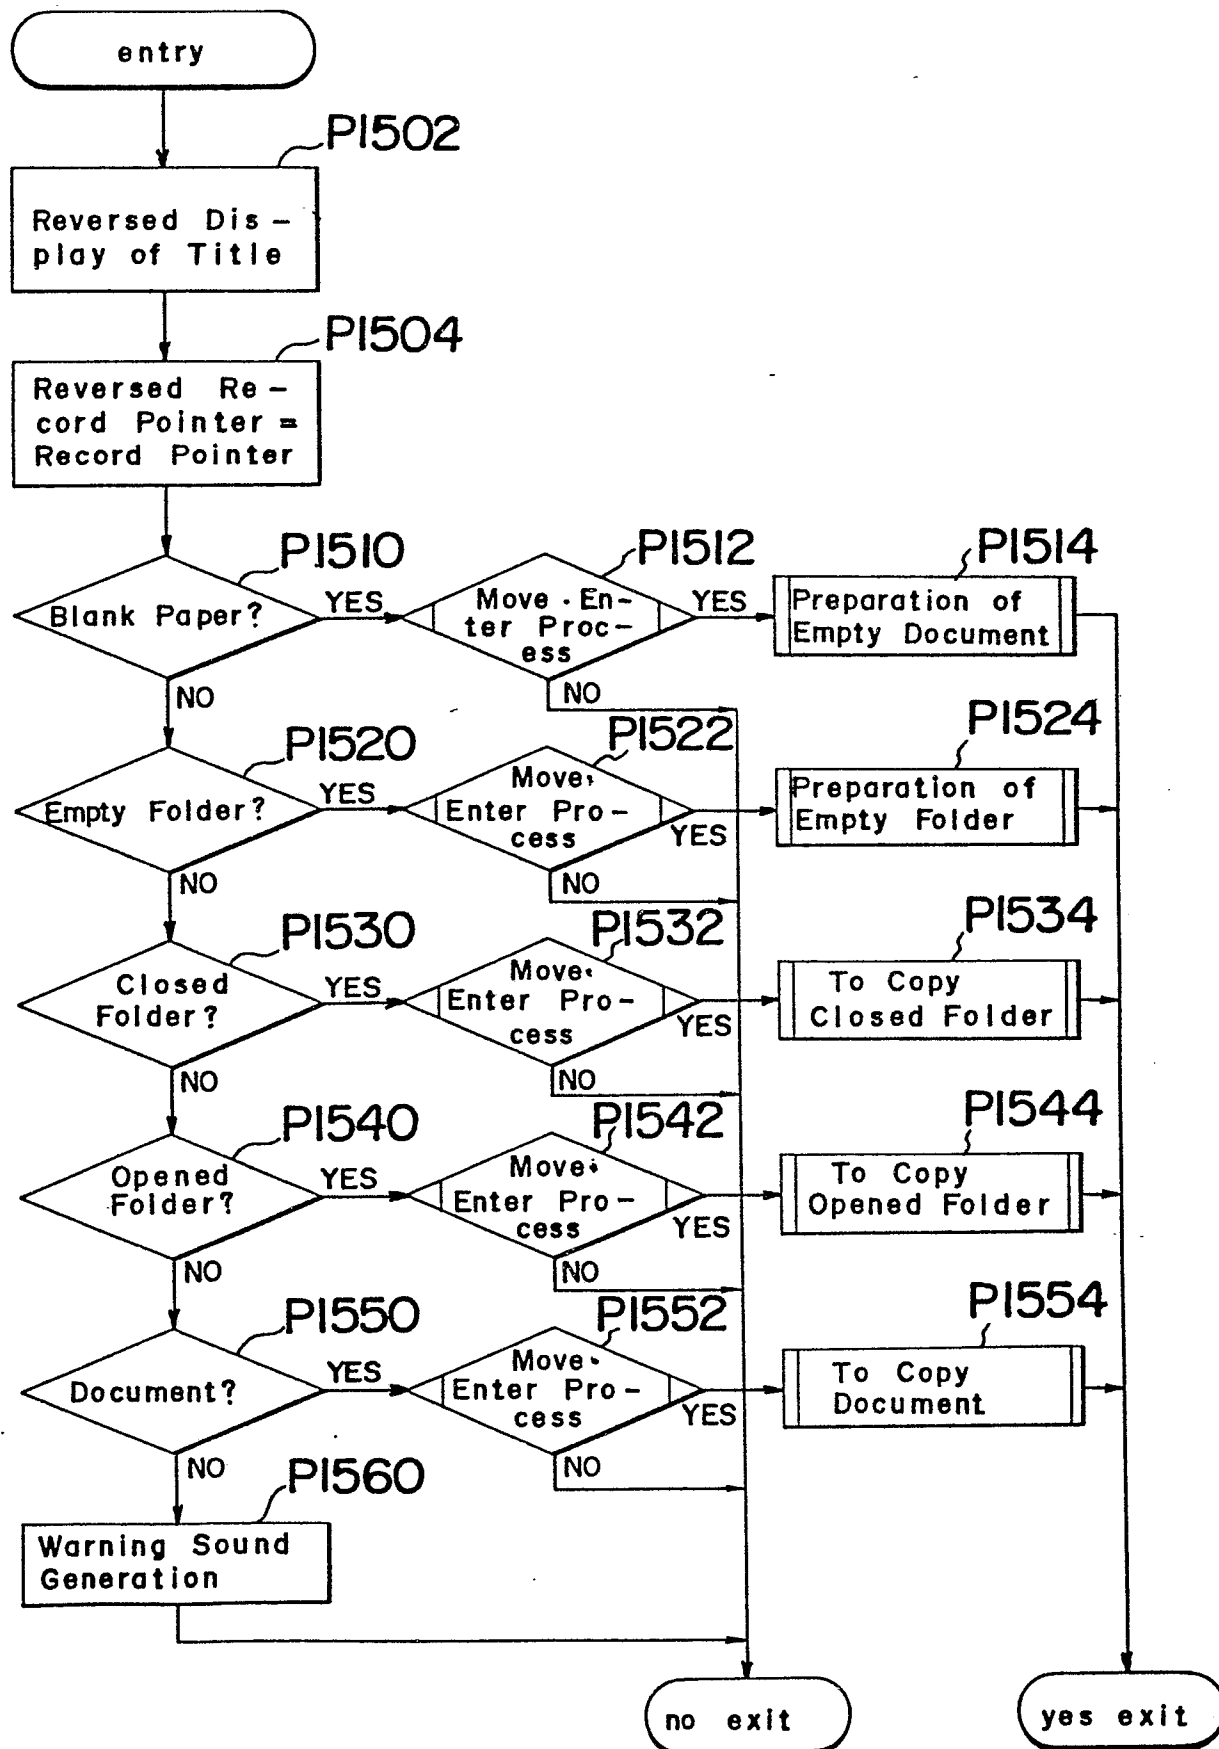 entry
P1502
Reversed Dis-
play of Title
P1504
Reversed Re-
cord Pointer =
Record Pointer
P1510
P1512
P1514
Blank Paper?
YES
Move · En-
ter Proc-
ess
YES
Preparation of
Empty Document
NO
NO
P1520
P1522
P1524
Empty Folder?
YES
Move·
Enter Pro-
cess
YES
Preparation of
Empty Folder
NO
NO
P1530
P1532
P1534
Closed
Folder?
YES
Move·
Enter Pro-
cess
YES
To Copy
Closed Folder
NO
NO
P1540
P1542
P1544
Opened
Folder?
YES
Move·
Enter Pro-
cess
YES
To Copy
Opened Folder
NO
NO
P1550
P1552
P1554
Document?
YES
Move·
Enter Pro-
cess
YES
To Copy
Document
NO
NO
P1560
Warning Sound
Generation
no exit
yes exit